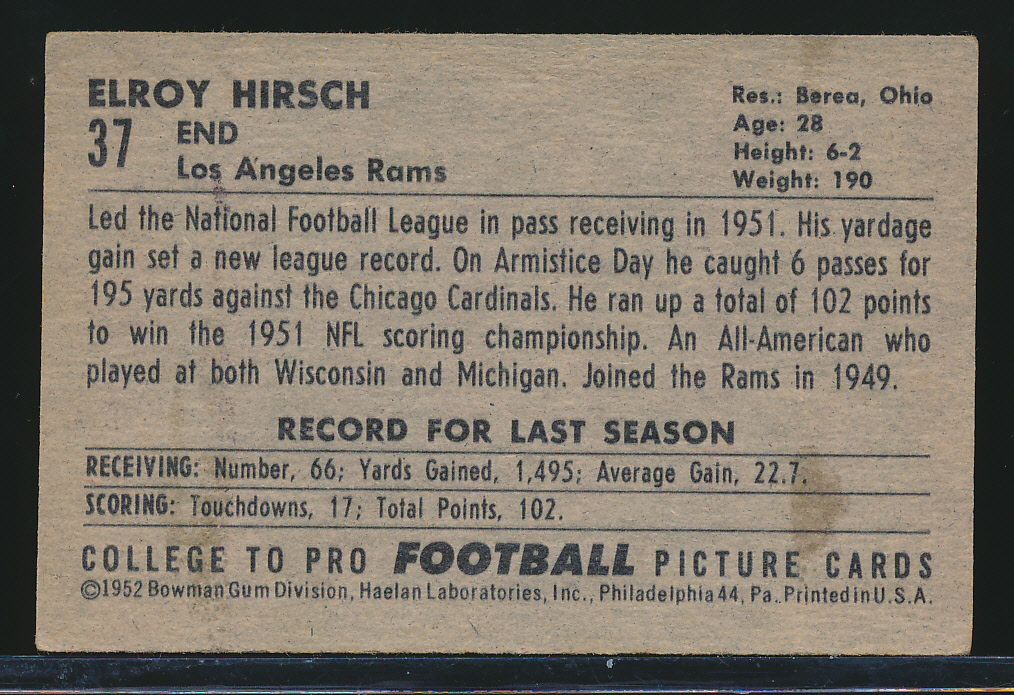 ELROY HIRSCH
37
END
Los Angeles Rams
Res.: Berea, Ohio
Age: 28
Height: 6-2
Weight: 190
Led the National Football League in pass receiving in 1951. His yardage
gain set a new league record. On Armistice Day he caught 6 passes for
195 yards against the Chicago Cardinals. He ran up a total of 102 points
to win the 1951 NFL scoring championship. An All-American who
played at both Wisconsin and Michigan. Joined the Rams in 1949.
RECORD FOR LAST SEASON
RECEIVING: Number, 66; Yards Gained, 1,495; Average Gain, 22.7.
SCORING: Touchdowns, 17; Total Points, 102.
COLLEGE TO PRO FOOTBALL PICTURE CARDS
©1952 Bowman Gum Division, Haelan Laboratories, Inc., Philadelphia 44, Pa. Printed in U.S.A.